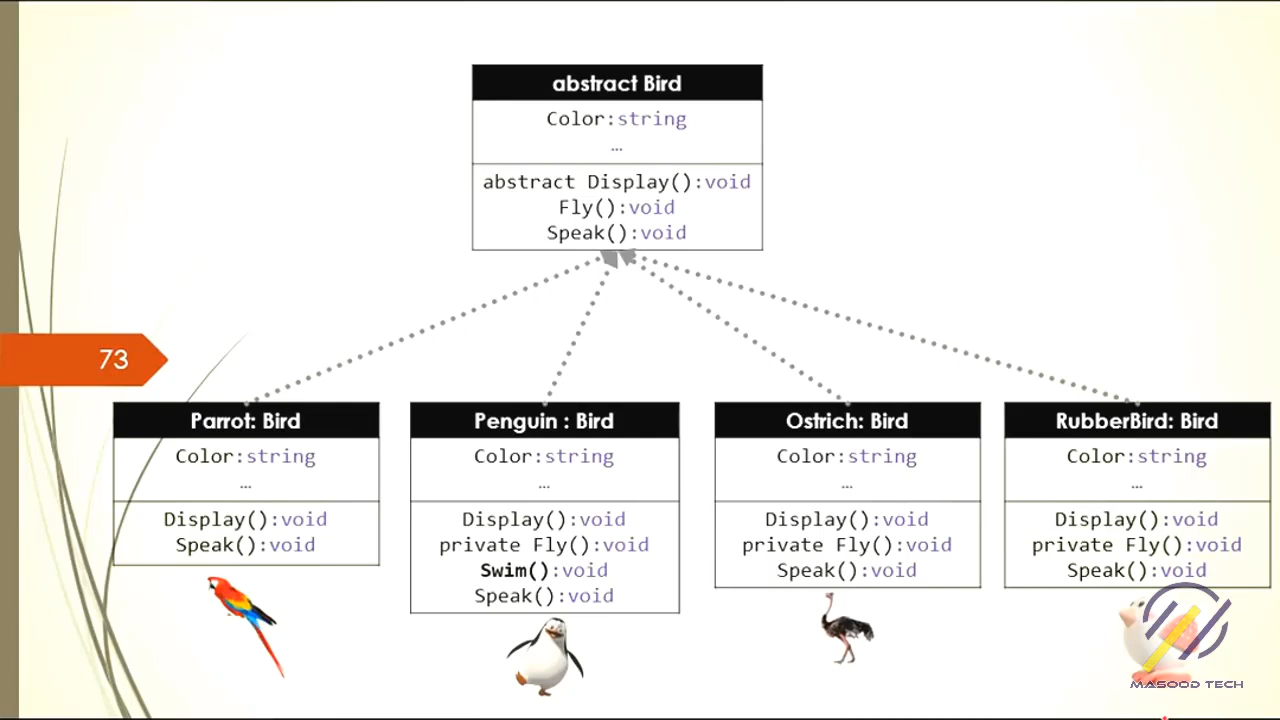 abstract Bird
Color:string
…
abstract Display():void
Fly():void
Speak():void
73
Parrot: Bird
Color:string
…
Display():void
Speak():void
Penguin : Bird
Color:string
…
Display():void
private Fly():void
Swim():void
Speak():void
Ostrich: Bird
Color:string
…
Display():void
private Fly():void
Speak():void
RubberBird: Bird
Color:string
…
Display():void
private Fly():void
Speak():void
MASOOD TECH